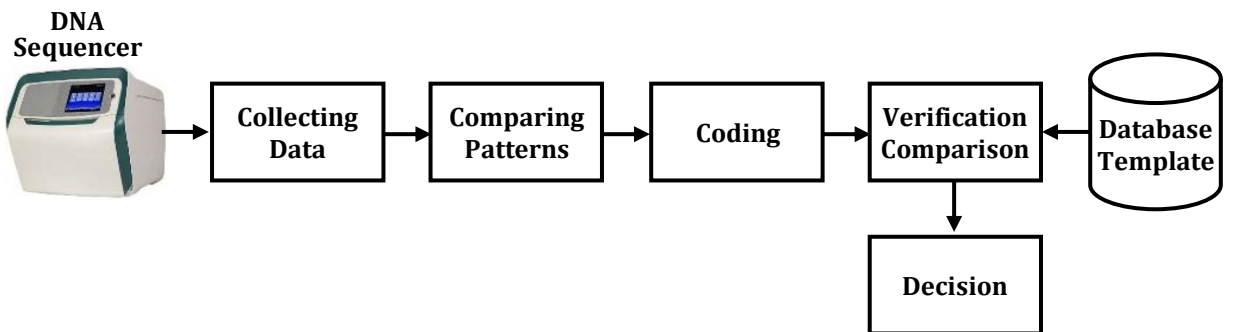 DNA
Sequencer
Collecting
Data
Comparing
Patterns
Coding
Verification
Comparison
Database
Template
Decision